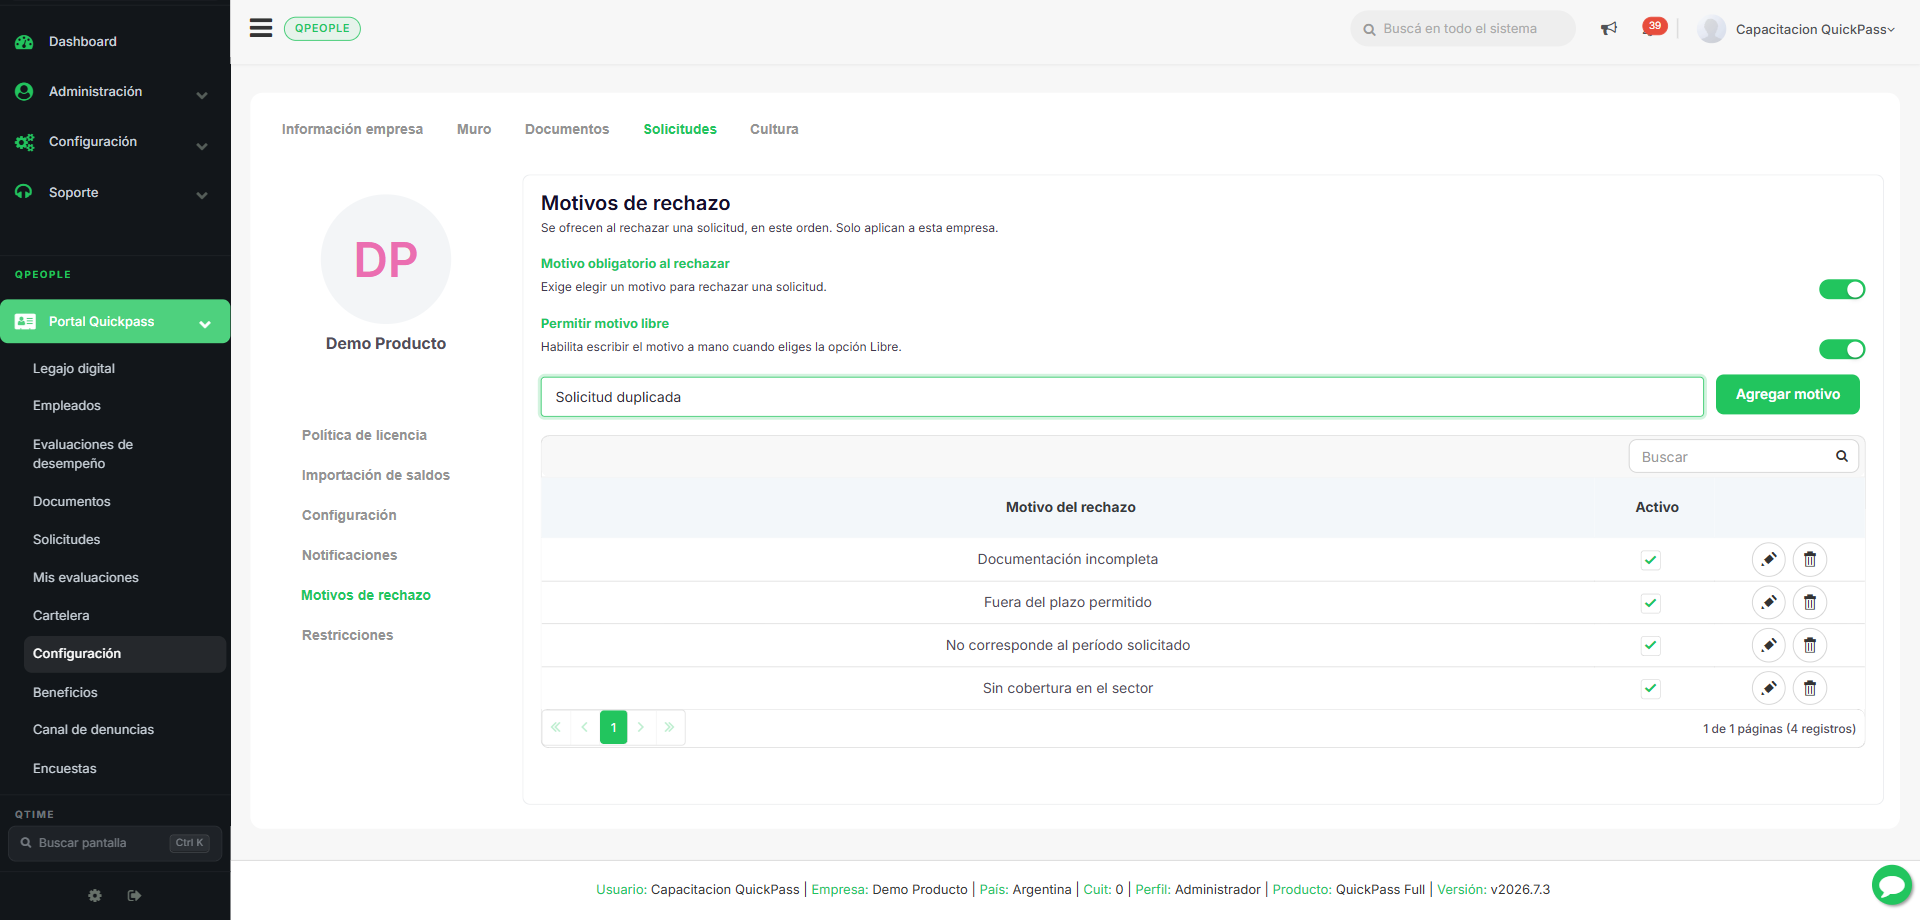 Dashboard
Administración
Configuración
Soporte
QPEOPLE
Portal Quickpass
Legajo digital
Empleados
Evaluaciones de
desempeño
Documentos
Solicitudes
Mis evaluaciones
Cartelera
Configuración
Beneficios
Canal de denuncias
Encuestas
QTIME
Buscar pantalla
Ctrl K
QPEOPLE
Buscá en todo el sistema
39
Capacitacion QuickPass
Información empresa
Muro
Documentos
Solicitudes
Cultura
DP
Demo Producto
Política de licencia
Importación de saldos
Configuración
Notificaciones
Motivos de rechazo
Restricciones
Motivos de rechazo
Se ofrecen al rechazar una solicitud, en este orden. Solo aplican a esta empresa.
Motivo obligatorio al rechazar
Exige elegir un motivo para rechazar una solicitud.
Permitir motivo libre
Habilita escribir el motivo a mano cuando eliges la opción Libre.
Solicitud duplicada
Agregar motivo
Buscar
Motivo del rechazo
Activo
Documentación incompleta
Fuera del plazo permitido
No corresponde al período solicitado
Sin cobertura en el sector
1
1 de 1 páginas (4 registros)
Usuario: Capacitacion QuickPass | Empresa: Demo Producto | País: Argentina | Cuit: 0 | Perfil: Administrador | Producto: QuickPass Full | Versión: v2026.7.3